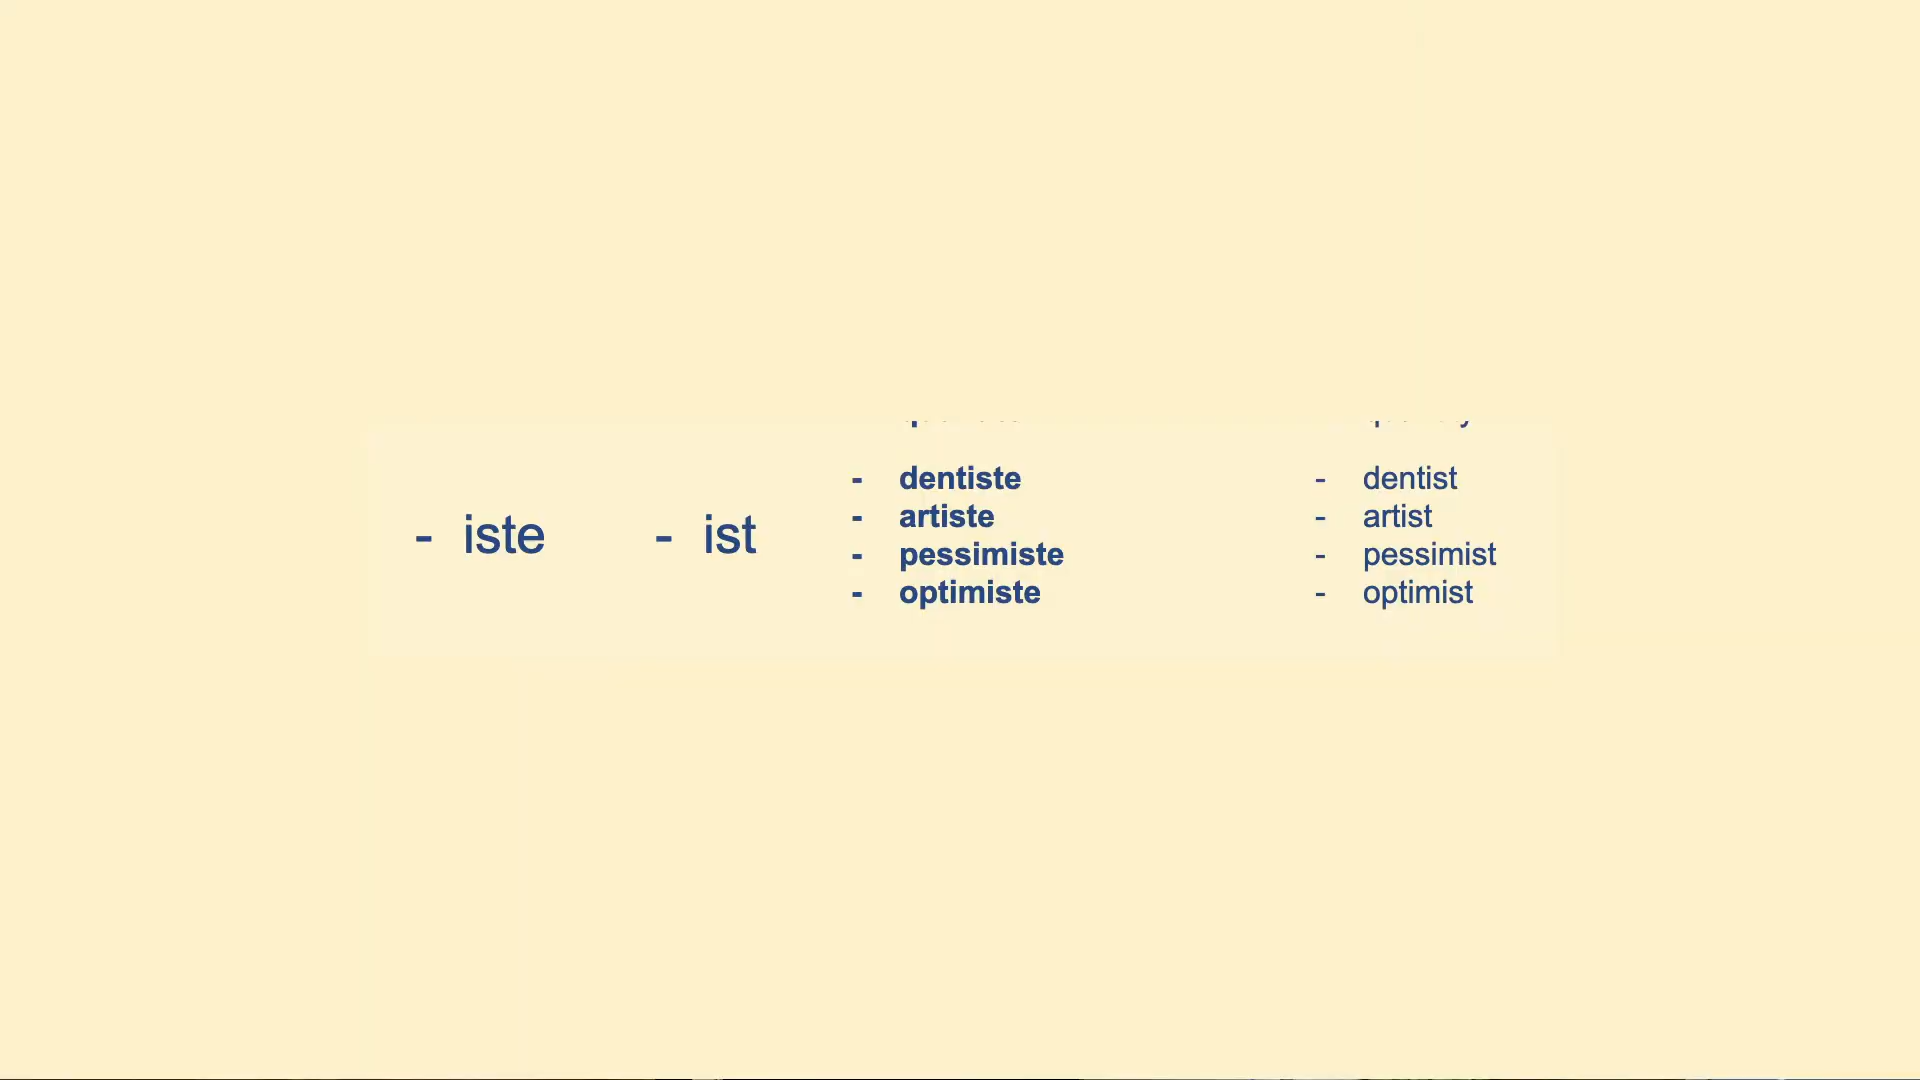 - iste - ist
- dentiste - dentist
- artiste - artist
- pessimiste - pessimist
- optimiste - optimist